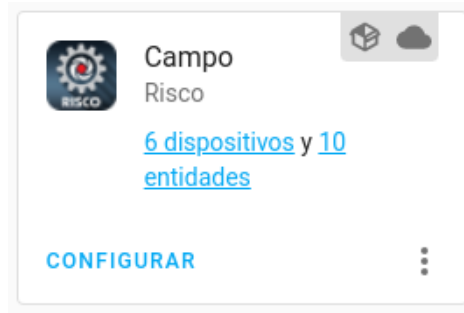 Campo
Risco
6 dispositivos y 10
entidades
RISCO
CONFIGURAR